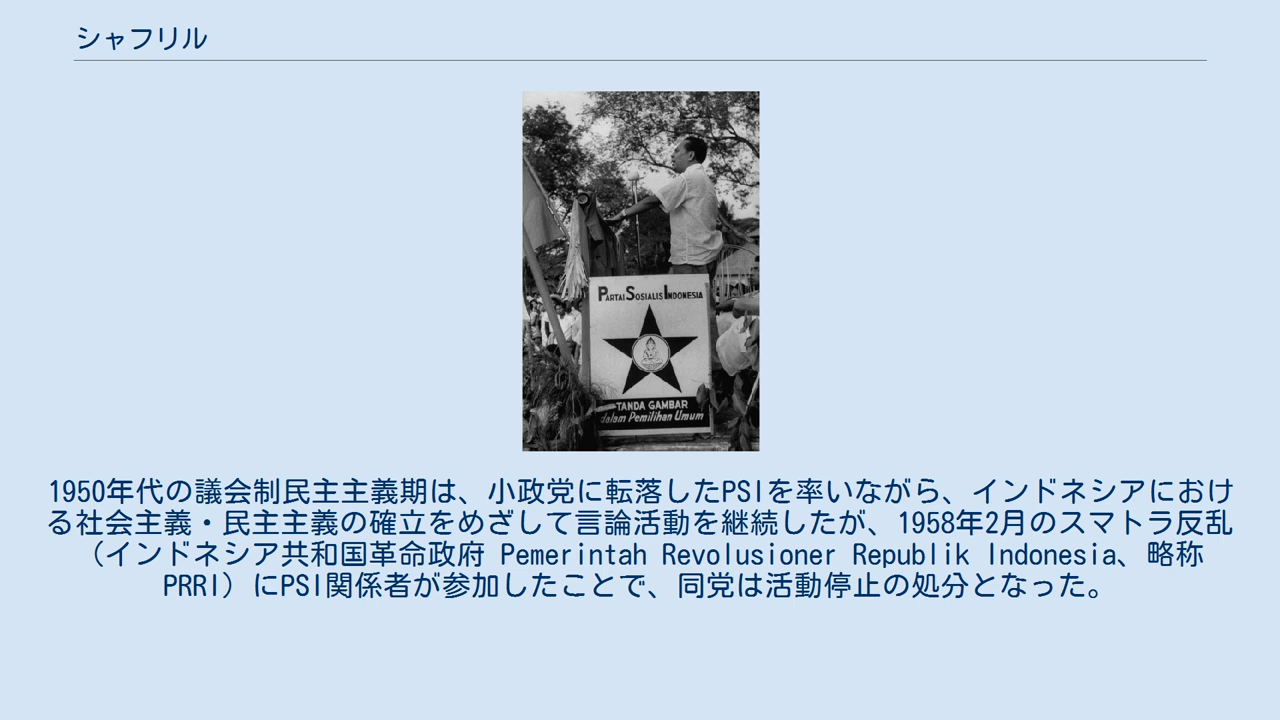 シャフリル
PARTAI SOSIALIS INDONESIA
TANDA GAMBAR
dalam Pemilihan Umum
1950年代の議会制民主主義期は、小政党に転落したPSIを率いながら、インドネシアにおけ
る社会主義・民主主義の確立をめざして言論活動を継続したが、1958年2月のスマトラ反乱
（インドネシア共和国革命政府 Pemerintah Revolusioner Republik Indonesia、略称
PRRI）にPSI関係者が参加したことで、同党は活動停止の処分となった。